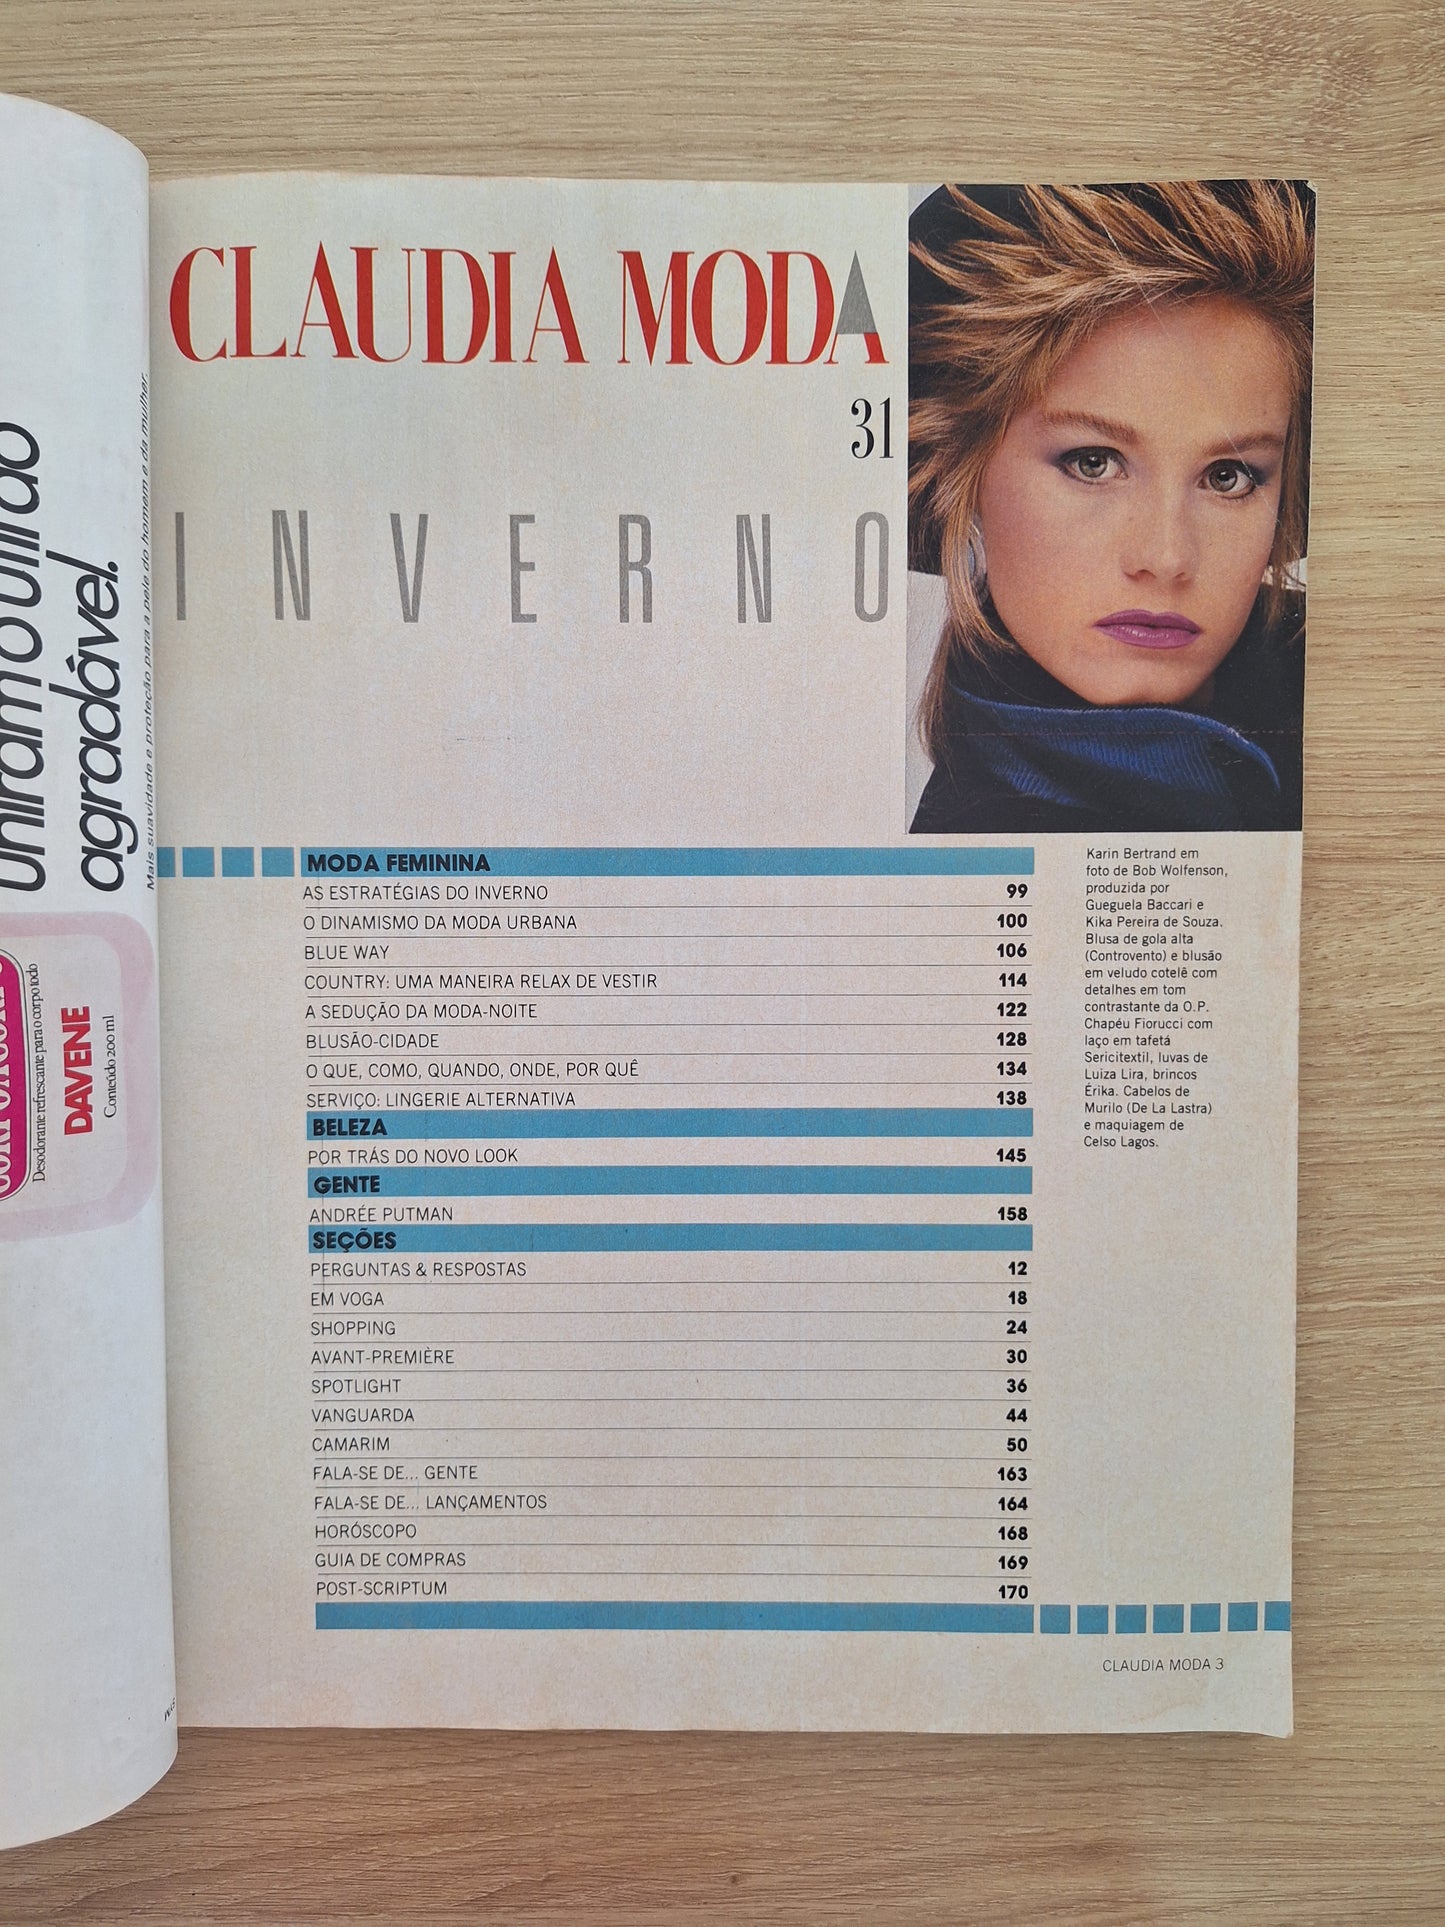 agradável.
Mais suavidade e proteção para a pele do homem e da mulher.
Desodorante refrescante para o corpo todo
DAVENE
Conteúdo 200 ml
CLAUDIA MODA
31
INVERNO
MODA FEMININA
AS ESTRATÉGIAS DO INVERNO 99
O DINAMISMO DA MODA URBANA 100
BLUE WAY 106
COUNTRY: UMA MANEIRA RELAX DE VESTIR 114
A SEDUÇÃO DA MODA-NOITE 122
BLUSÃO-CIDADE 128
O QUE, COMO, QUANDO, ONDE, POR QUÊ 134
SERVIÇO: LINGERIE ALTERNATIVA 138
BELEZA
POR TRÁS DO NOVO LOOK 145
GENTE
ANDRÉE PUTMAN 158
SEÇÕES
PERGUNTAS & RESPOSTAS 12
EM VOGA 18
SHOPPING 24
AVANT-PREMIÈRE 30
SPOTLIGHT 36
VANGUARDA 44
CAMARIM 50
FALA-SE DE... GENTE 163
FALA-SE DE... LANÇAMENTOS 164
HORÓSCOPO 168
GUIA DE COMPRAS 169
POST-SCRIPTUM 170
Karin Bertrand em
foto de Bob Wolfenson,
produzida por
Gueguela Baccari e
Kika Pereira de Souza.
Blusa de gola alta
(Controvento) e blusão
em veludo cotelê com
detalhes em tom
contrastante da O.P.
Chapéu Fiorucci com
laço em tafetá
Sericitextil, luvas de
Luiza Lira, brincos
Érika. Cabelos de
Murilo (De La Lastra)
e maquiagem de
Celso Lagos.
CLAUDIA MODA 3